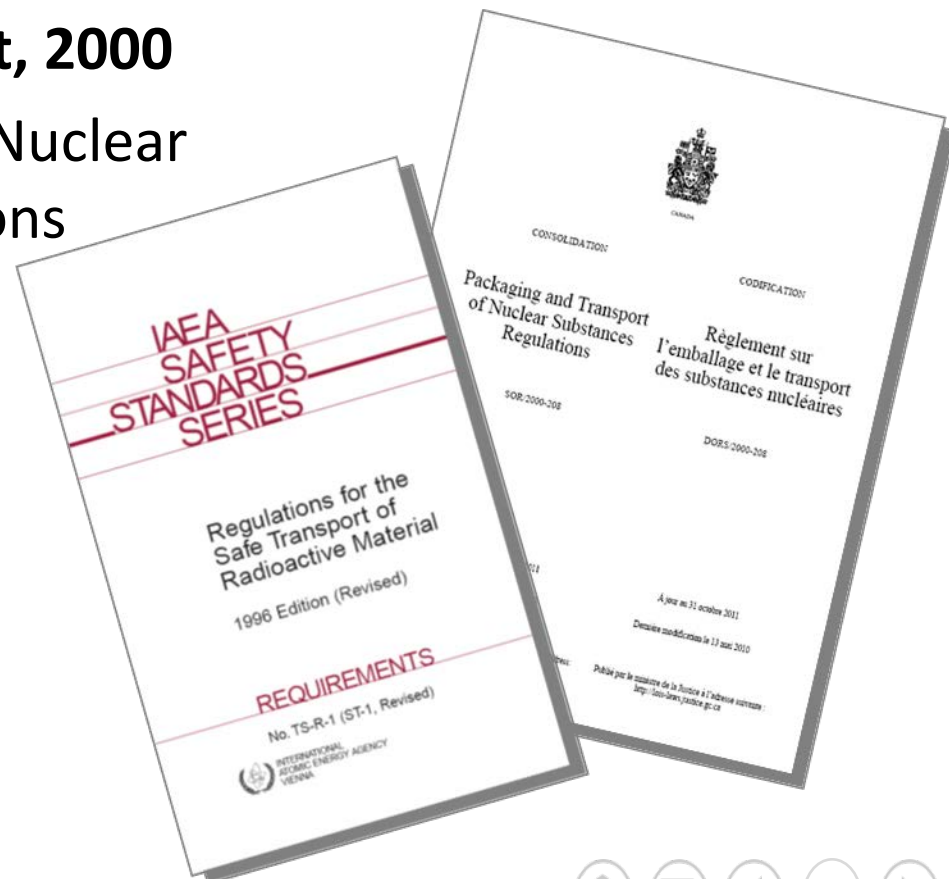 t, 2000
Nuclear
ons
IAEA
SAFETY
STANDARDS
SERIES
Regulations for the
Safe Transport of
Radioactive Material
1996 Edition (Revised)
REQUIREMENTS
No. TS-R-1 (ST-1, Revised)
INTERNATIONAL
ATOMIC ENERGY AGENCY
VIENNA
CANADA
CONSOLIDATION
Packaging and Transport
of Nuclear Substances
Regulations
SOR/2000-208
CODIFICATION
Règlement sur
l'emballage et le transport
des substances nucléaires
DORS/2000-208
À jour au 31 octobre 2011
Dernière modification le 13 mai 2010
Publié par le ministre de la Justice à l'adresse suivante :
http://lois-laws.justice.gc.ca